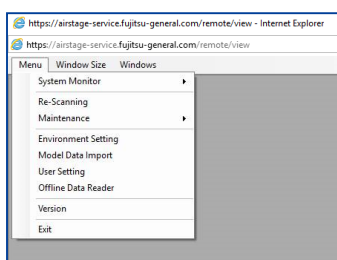 https://airstage-service.fujitsu-general.com/remote/view - Internet Explorer
https://airstage-service.fujitsu-general.com/remote/view
Menu Window Size Windows
System Monitor
Re-Scanning
Maintenance
Environment Setting
Model Data Import
User Setting
Offline Data Reader
Version
Exit